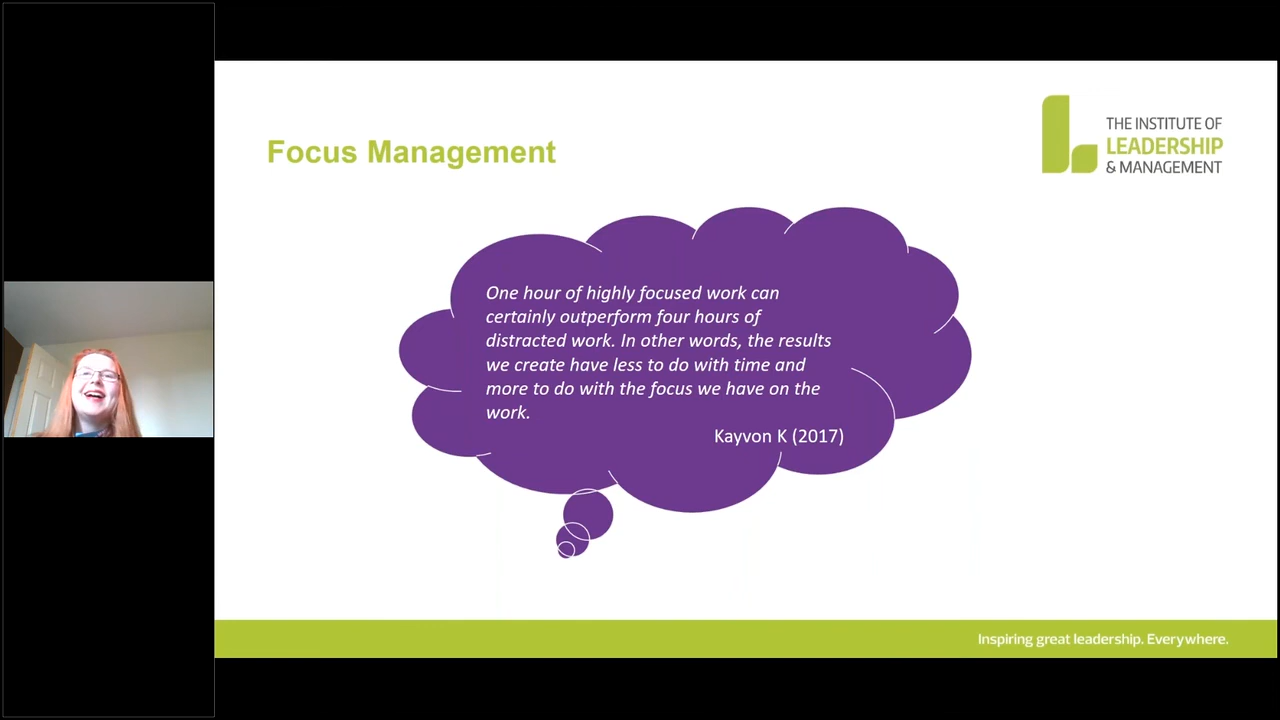 Focus Management
THE INSTITUTE OF
LEADERSHIP
& MANAGEMENT
One hour of highly focused work can
certainly outperform four hours of
distracted work. In other words, the results
we create have less to do with time and
more to do with the focus we have on the
work.
Kayvon K (2017)
Inspiring great leadership. Everywhere.